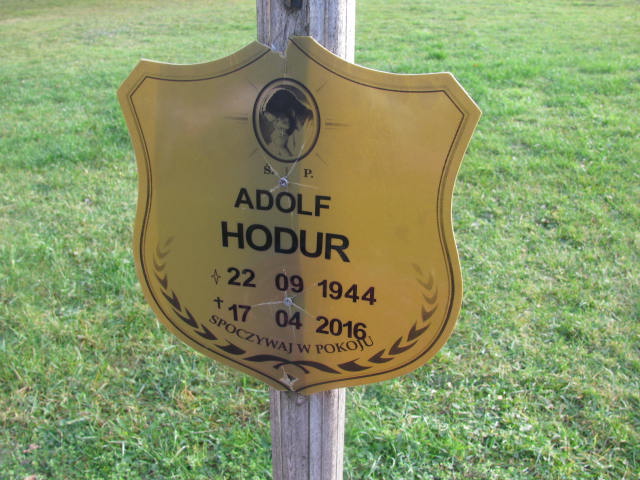 Ś. P.
ADOLF
HODUR
22 09 1944
† 17 04 2016
SPOCZYWAJ W POKOJU